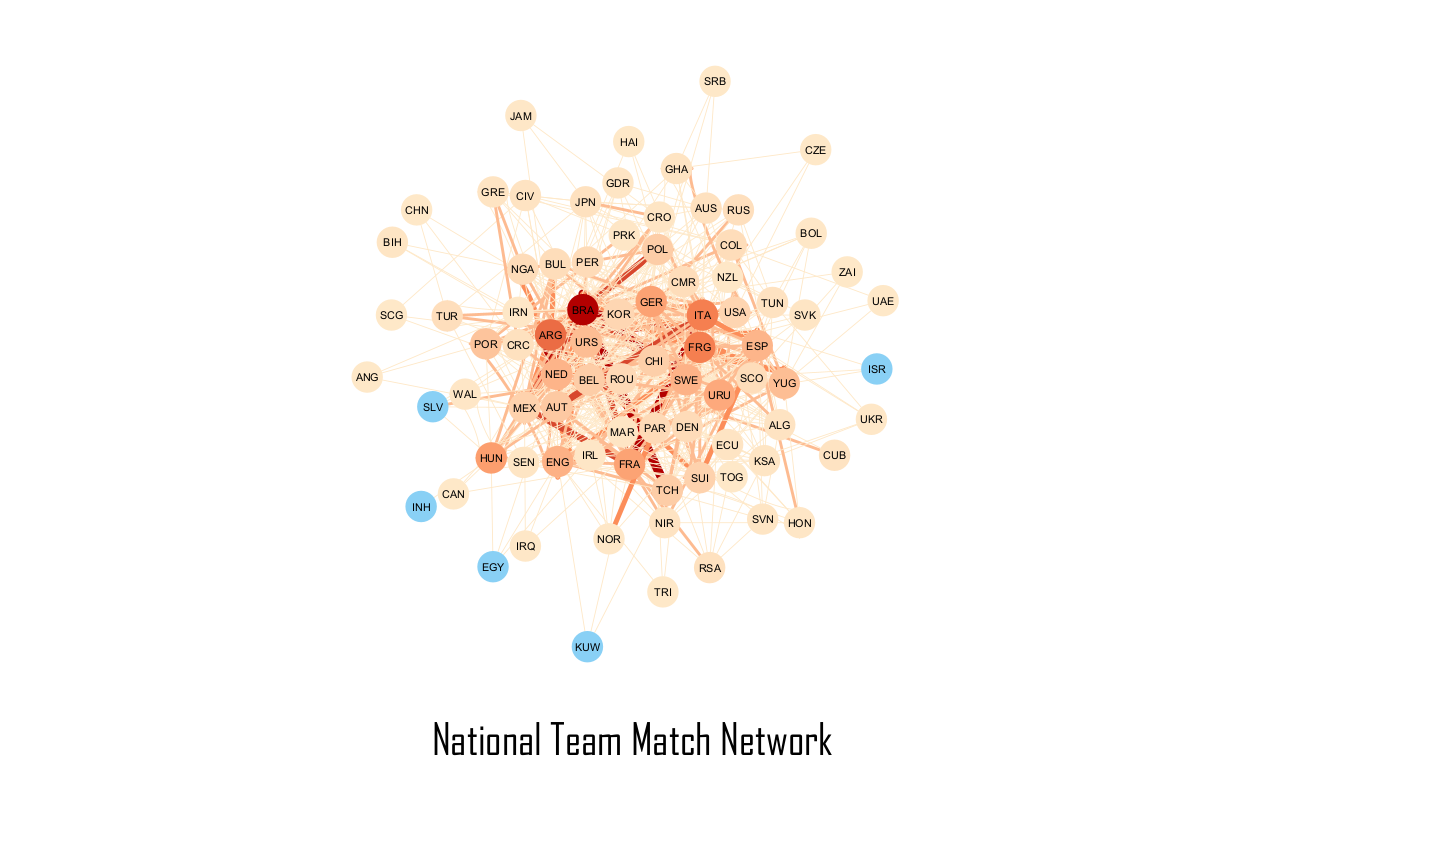 SRB
JAM
HAI
CZE
GHA
GDR
GRE
CIV
JPN
CHN
CRO
AUS
RUS
BIH
PRK
POL
COL
BOL
NGA
BUL
PER
CMR
NZL
ZAI
SCG
TUR
IRN
BRA
KOR
GER
ITA
USA
TUN
SVK
UAE
POR
CRC
ARG
URS
CHI
FRG
ESP
ANG
NED
BEL
ROU
SWE
SCO
YUG
ISR
SLV
WAL
MEX
AUT
URU
MAR
PAR
DEN
ALG
UKR
HUN
SEN
ENG
IRL
FRA
ECU
KSA
CUB
INH
CAN
TCH
SUI
TOG
IRQ
NOR
NIR
SVN
HON
EGY
TRI
RSA
KUW
National Team Match Network